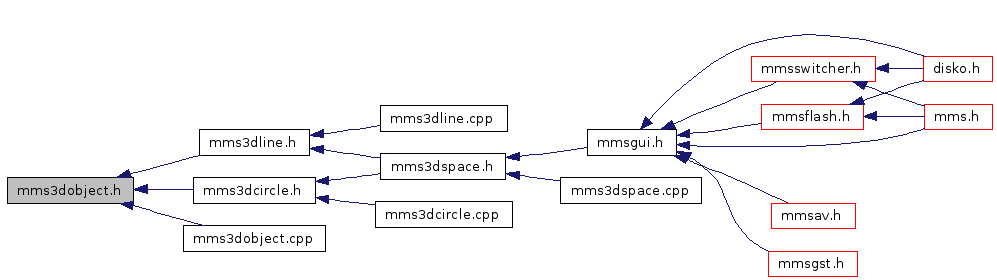 mms3dobject.h
mms3dline.h
mms3dcircle.h
mms3dobject.cpp
mms3dline.cpp
mms3dspace.h
mms3dcircle.cpp
mmsgui.h
mms3dspace.cpp
mmsswitcher.h
mmsflash.h
mmsav.h
mmsgst.h
disko.h
mms.h